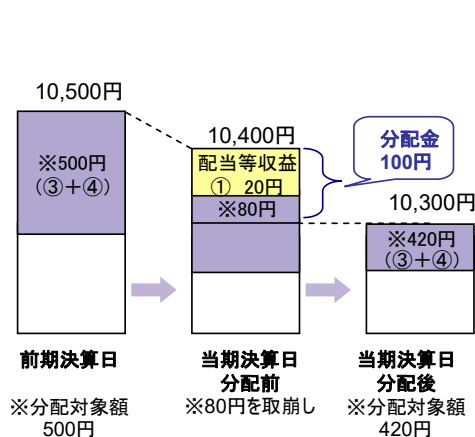 10,500円
※500円
(③+④)
10,400円
配当等収益
① 20円
※80円
分配金
100円
10,300円
※420円
(③+④)
前期決算日
当期決算日
分配前
当期決算日
分配後
※分配対象額
500円
※80円を取崩し
※分配対象額
420円